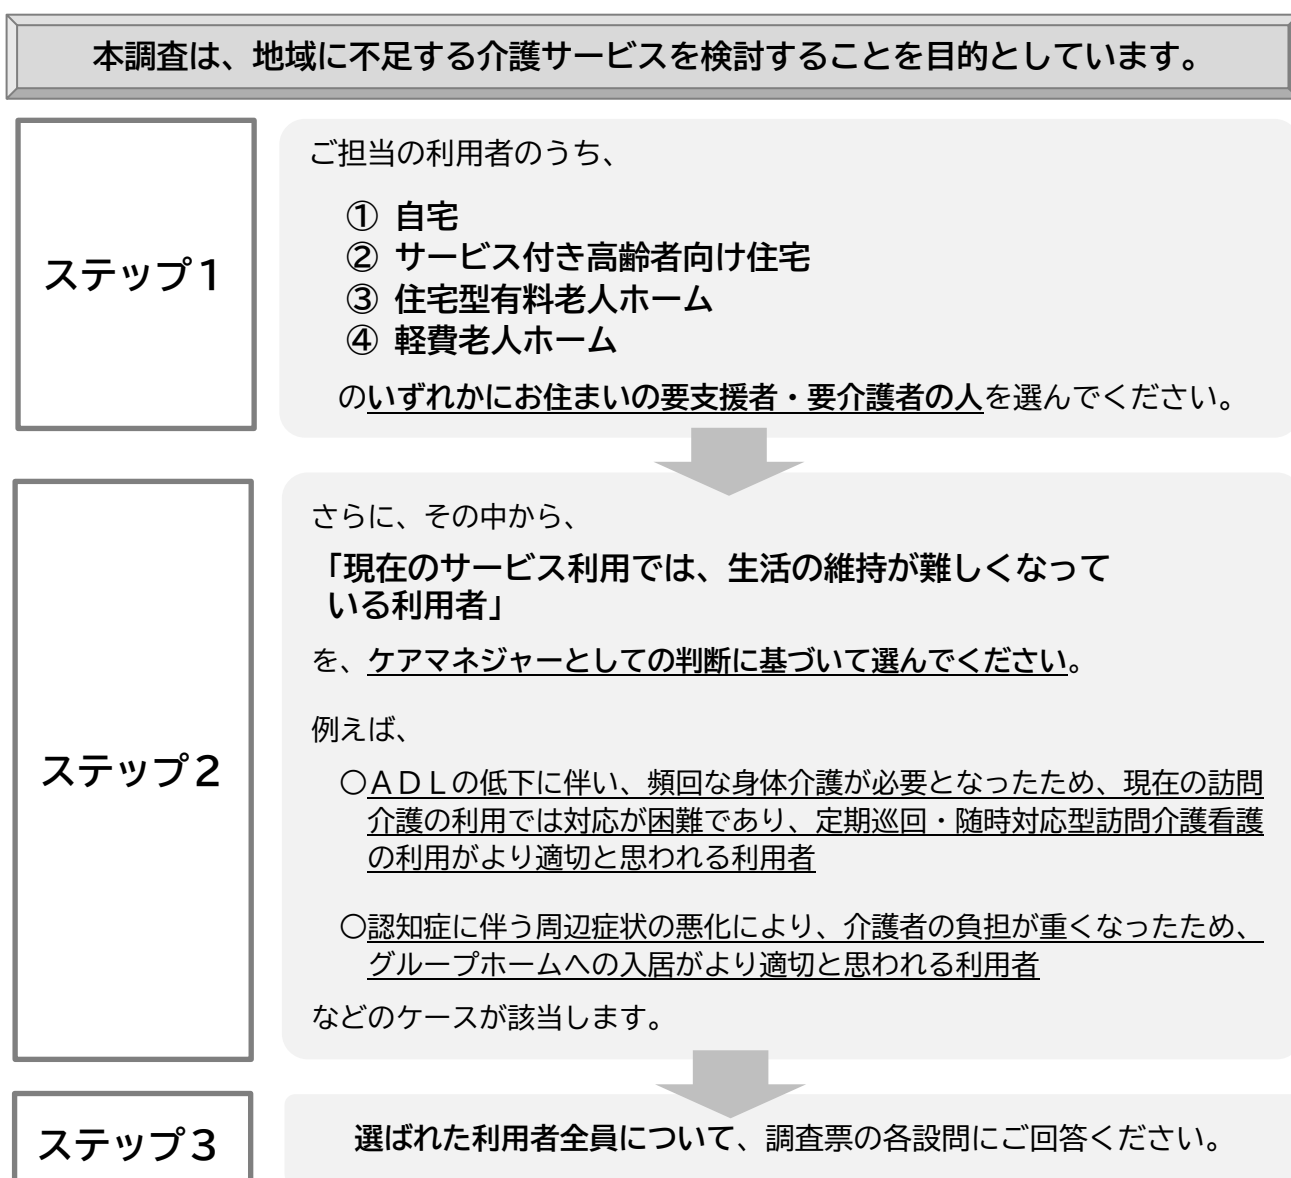 本調査は、地域に不足する介護サービスを検討することを目的としています。
ステップ1
ご担当の利用者のうち、
① 自宅
② サービス付き高齢者向け住宅
③ 住宅型有料老人ホーム
④ 軽費老人ホーム
のいずれかにお住まいの要支援者・要介護者の人を選んでください。
ステップ2
さらに、その中から、
「現在のサービス利用では、生活の維持が難しくなって
いる利用者」
を、ケアマネジャーとしての判断に基づいて選んでください。
例えば、
○ＡＤＬの低下に伴い、頻回な身体介護が必要となったため、現在の訪問
介護の利用では対応が困難であり、定期巡回・随時対応型訪問介護看護
の利用がより適切と思われる利用者
○認知症に伴う周辺症状の悪化により、介護者の負担が重くなったため、
グループホームへの入居がより適切と思われる利用者
などのケースが該当します。
ステップ3
選ばれた利用者全員について、調査票の各設問にご回答ください。